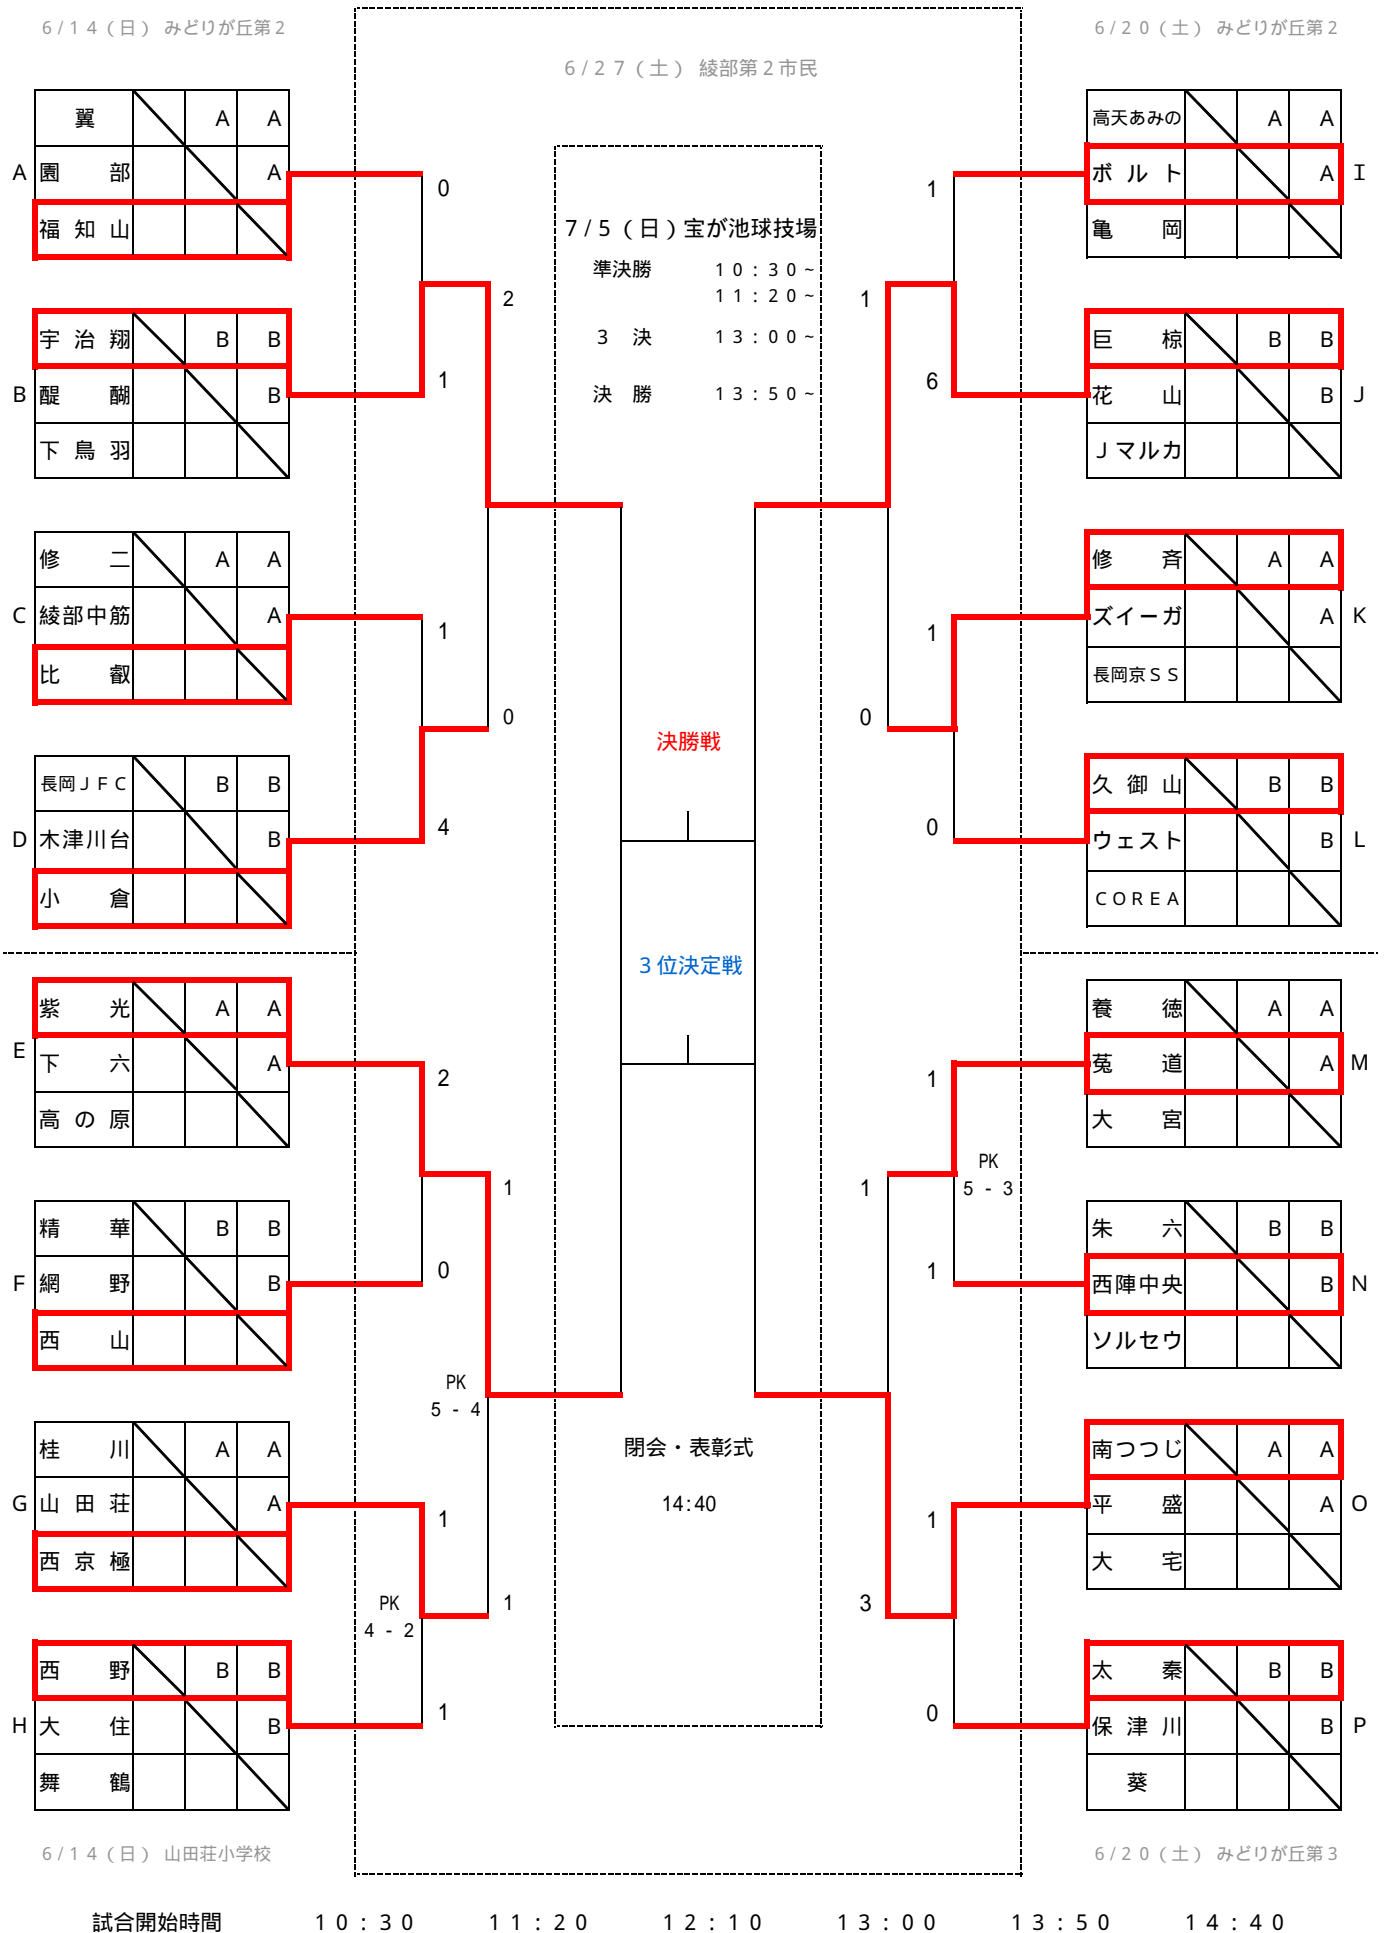 6/14（日） みどりが丘第2
6/20（土） みどりが丘第2
6/27（土） 綾部第2市民
翼 A A
A 園部 A
福知山
宇治翔 B B
B 醍醐 B
下鳥羽
修二 A A
C 綾部中筋 A
比叡
長岡JFC B B
D 木津川台 B
小倉
紫光 A A
E 下六 A
高の原
精華 B B
F 網野 B
西山
桂川 A A
G 山田荘 A
西京極
西野 B B
H 大住 B
舞鶴
0
2
1
1
0
4
2
1
0
PK
5 - 4
1
PK
4 - 2
1
1
7/5（日）宝が池球技場
準決勝 10:30~
11:20~
3決 13:00~
決勝 13:50~
決勝戦
3位決定戦
閉会・表彰式
14:40
1
1
6
1
0
0
1
PK
5 - 3
1
1
1
3
0
高天あみの A A
ボルト A I
亀岡
巨椋 B B
花山 B J
Jマルカ
修斉 A A
ズイーガ A K
長岡京SS
久御山 B B
ウェスト B L
COREA
養徳 A A
菟道 A M
大宮
朱六 B B
西陣中央 B N
ソルセウ
南つつじ A A
平盛 A O
大宅
太秦 B B
保津川 B P
葵
6/14（日） 山田荘小学校
6/20（土） みどりが丘第3
試合開始時間 10:30 11:20 12:10 13:00 13:50 14:40